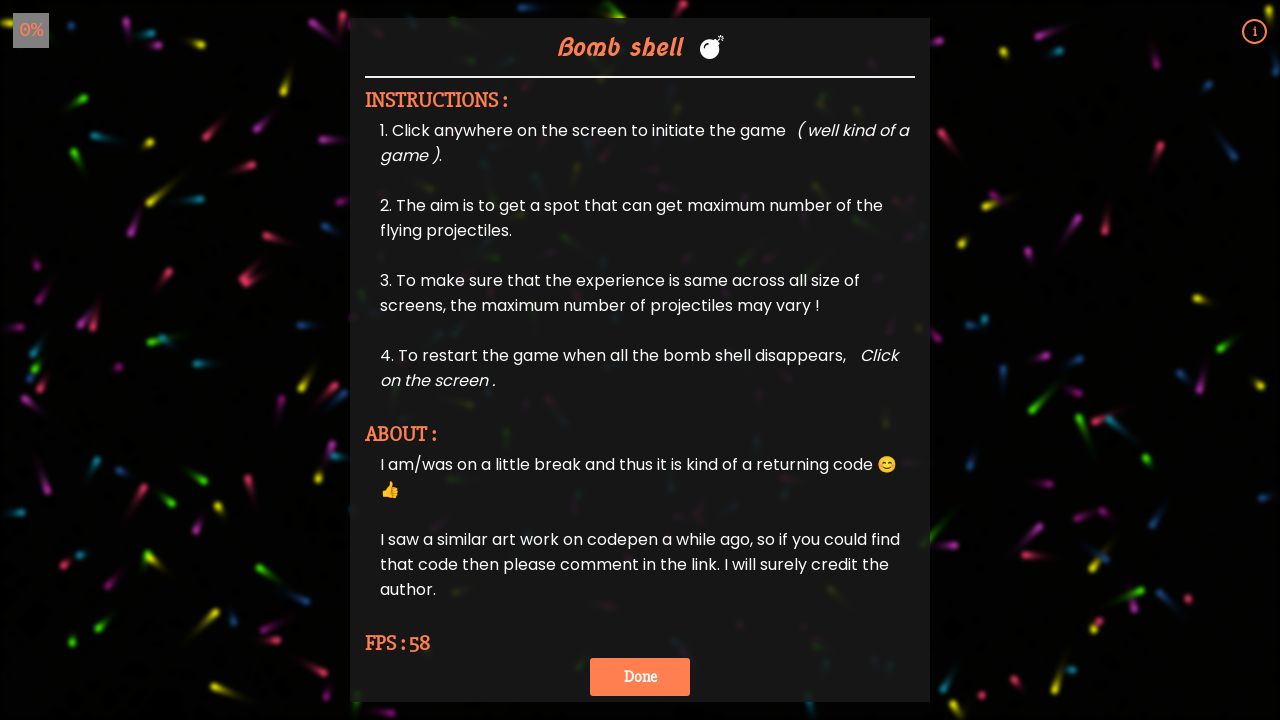 0%
Bomb shell 💣
i
INSTRUCTIONS :
1. Click anywhere on the screen to initiate the game ( well kind of a
game ).
2. The aim is to get a spot that can get maximum number of the
flying projectiles.
3. To make sure that the experience is same across all size of
screens, the maximum number of projectiles may vary !
4. To restart the game when all the bomb shell disappears, Click
on the screen .
ABOUT :
I am/was on a little break and thus it is kind of a returning code 😊
👍
I saw a similar art work on codepen a while ago, so if you could find
that code then please comment in the link. I will surely credit the
author.
FPS : 58
Done